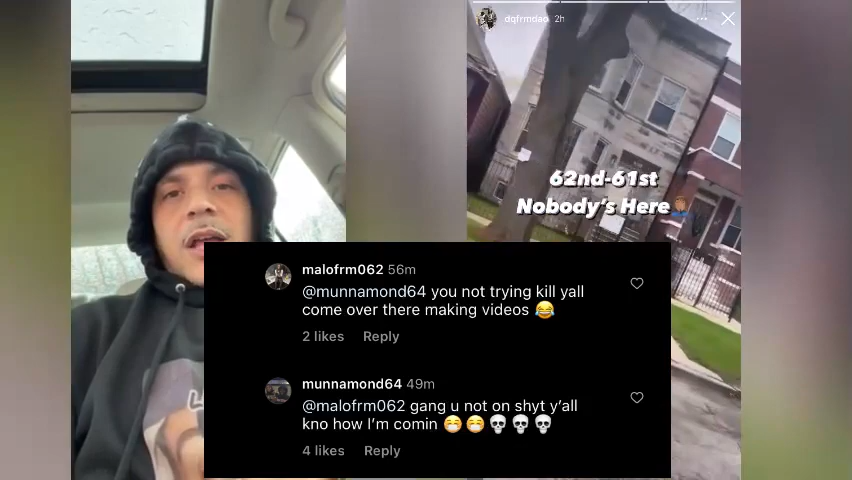 dqfrmdao 2h
62nd-61st
Nobody's Here🤦🏾‍♂️
malofrm062 56m
@munnamond64 you not trying kill yall
come over there making videos 😂
2 likes Reply
munnamond64 49m
@malofrm062 gang u not on shyt y'all
kno how I'm comin 😁😁💀💀💀
4 likes Reply